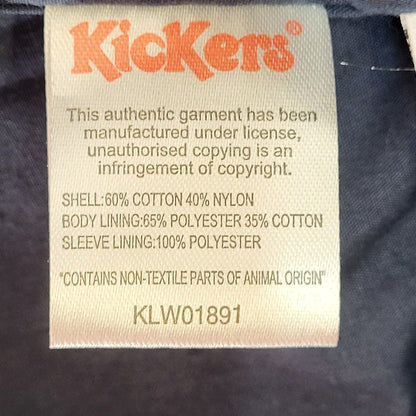 KicKers®
This authentic garment has been
manufactured under license,
unauthorised copying is an
infringement of copyright.
SHELL:60% COTTON 40% NYLON
BODY LINING:65% POLYESTER 35% COTTON
SLEEVE LINING:100% POLYESTER
"CONTAINS NON-TEXTILE PARTS OF ANIMAL ORIGIN"
KLW01891